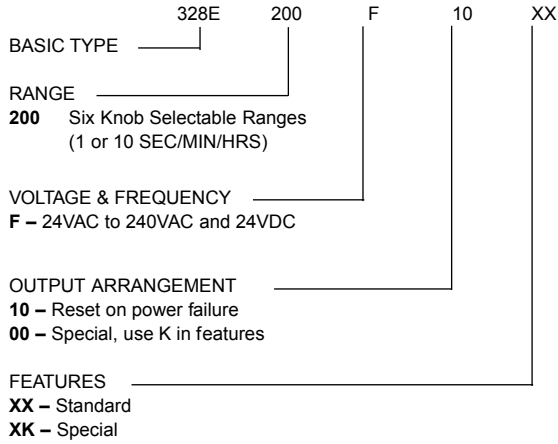 328E 200 F 10 XX
BASIC TYPE
RANGE
200 Six Knob Selectable Ranges
(1 or 10 SEC/MIN/HRS)
VOLTAGE & FREQUENCY
F – 24VAC to 240VAC and 24VDC
OUTPUT ARRANGEMENT
10 – Reset on power failure
00 – Special, use K in features
FEATURES
XX – Standard
XK – Special